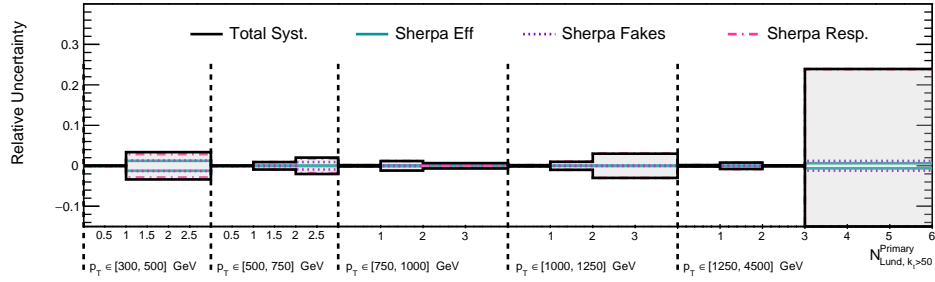 Relative Uncertainty
Total Syst. Sherpa Eff Sherpa Fakes Sherpa Resp.
0.3
0.2
0.1
0
−0.1
0.5 1 1.5 2 2.5 0.5 1 1.5 2 2.5 1 2 3 1 2 3 1 2 3 4 5 6
p_T ∈ [300, 500] GeV p_T ∈ [500, 750] GeV p_T ∈ [750, 1000] GeV p_T ∈ [1000, 1250] GeV p_T ∈ [1250, 4500] GeV
N^Primary_Lund, k_t>50